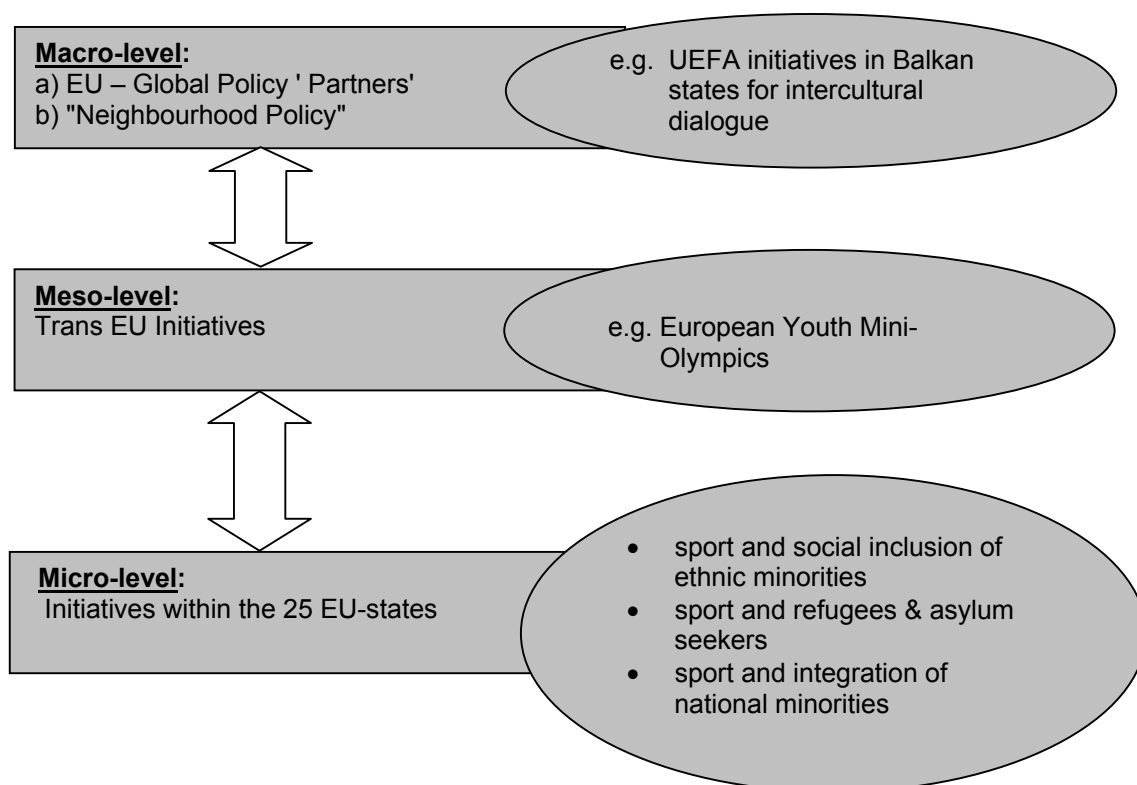 Macro-level:
a) EU – Global Policy ' Partners'
b) "Neighbourhood Policy"
e.g. UEFA initiatives in Balkan
states for intercultural
dialogue
Meso-level:
Trans EU Initiatives
e.g. European Youth Mini-
Olympics
Micro-level:
Initiatives within the 25 EU-states
• sport and social inclusion of
ethnic minorities
• sport and refugees & asylum
seekers
• sport and integration of
national minorities